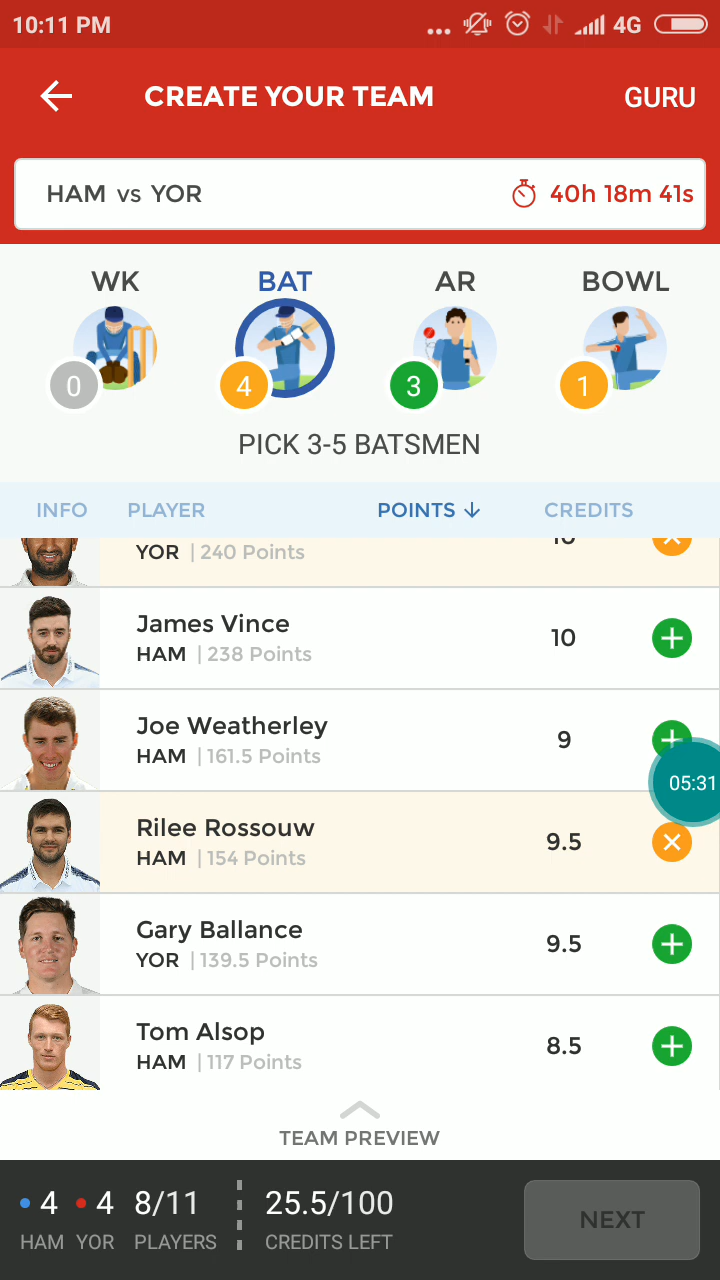 10:11 PM ... 4G
CREATE YOUR TEAM GURU
HAM vs YOR 40h 18m 41s
WK BAT AR BOWL
0 4 3 1
PICK 3-5 BATSMEN
INFO PLAYER POINTS ↓ CREDITS
10
YOR | 240 Points
James Vince
HAM | 238 Points
10
Joe Weatherley
HAM | 161.5 Points
9
05:31
Rilee Rossouw
HAM | 154 Points
9.5
Gary Ballance
YOR | 139.5 Points
9.5
Tom Alsop
HAM | 117 Points
8.5
TEAM PREVIEW
4 4 8/11 25.5/100
HAM YOR PLAYERS CREDITS LEFT
NEXT